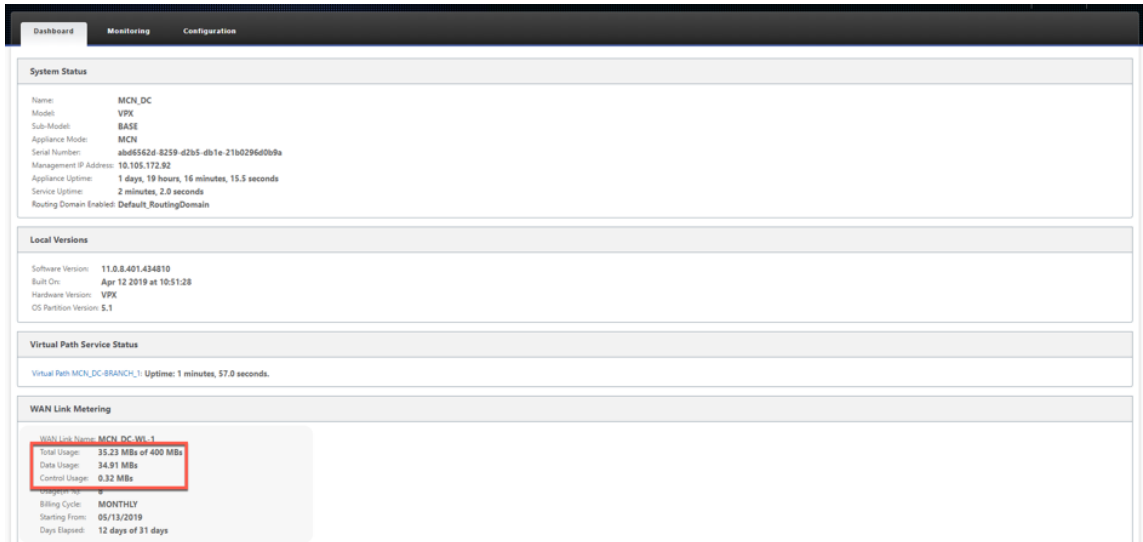 Dashboard Monitoring Configuration
System Status
Name: MCN_DC
Model: VPX
Sub-Model: BASE
Appliance Mode: MCN
Serial Number: abd6562d-8259-d2b5-db1e-21b0296d0b9a
Management IP Address: 10.105.172.92
Appliance Uptime: 1 days, 19 hours, 16 minutes, 15.5 seconds
Service Uptime: 2 minutes, 2.0 seconds
Routing Domain Enabled: Default_RoutingDomain
Local Versions
Software Version: 11.0.8.401.434810
Built On: Apr 12 2019 at 10:51:28
Hardware Version: VPX
OS Partition Version: 5.1
Virtual Path Service Status
Virtual Path MCN_DC-BRANCH_1: Uptime: 1 minutes, 57.0 seconds.
WAN Link Metering
WAN Link Name: MCN_DC-WL-1
Total Usage: 35.23 MBs of 400 MBs
Data Usage: 34.91 MBs
Control Usage: 0.32 MBs
Usage(in %): 8
Billing Cycle: MONTHLY
Starting From: 05/13/2019
Days Elapsed: 12 days of 31 days